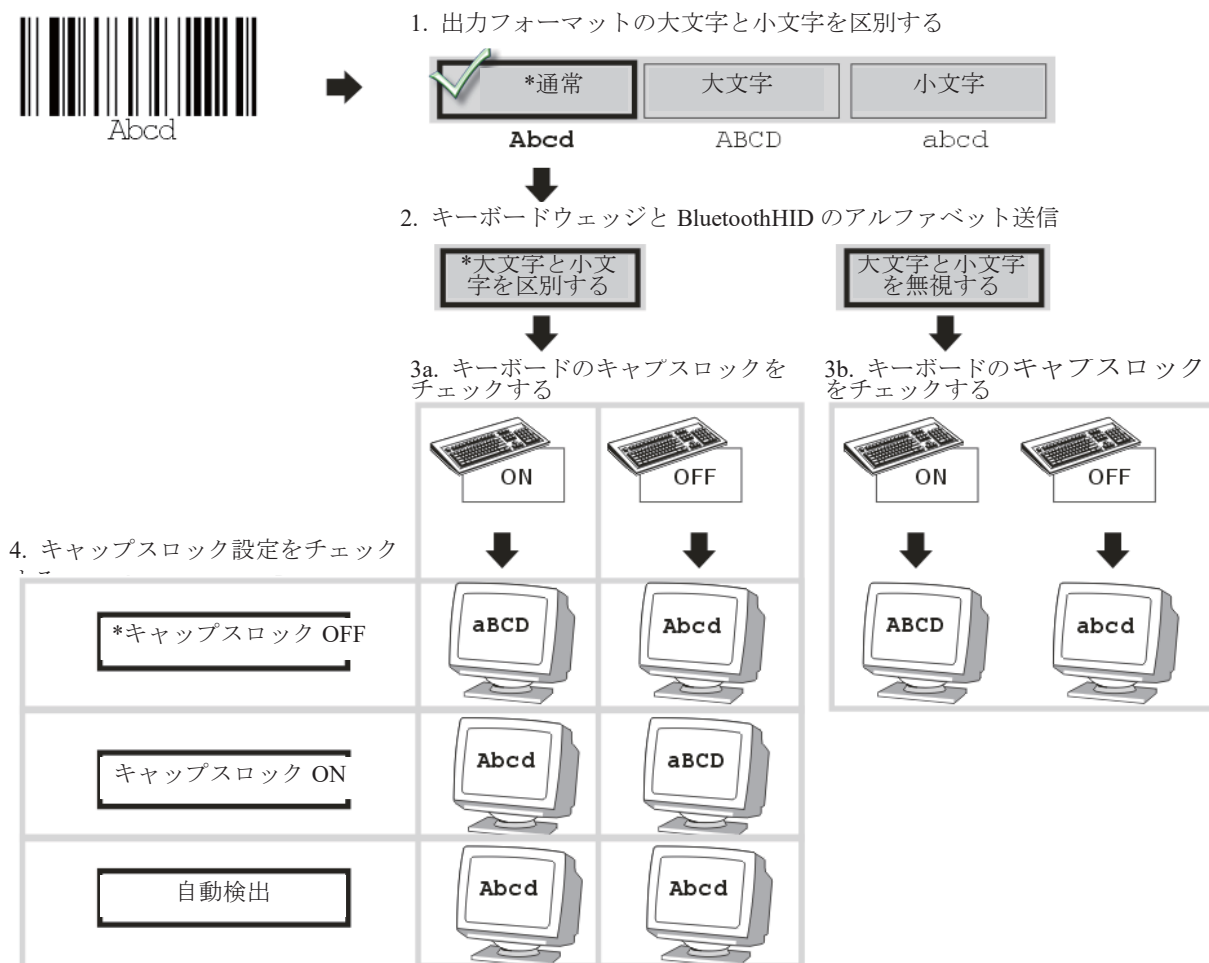 1. 出力フォーマットの大文字と小文字を区別する
Abcd
*通常 大文字 小文字
Abcd ABCD abcd
2. キーボードウェッジと BluetoothHID のアルファベット送信
*大文字と小文
字を区別する
大文字と小文字
を無視する
3a. キーボードのキャプスロックを
チェックする
3b. キーボードのキャプスロック
をチェックする
ON OFF ON OFF
4. キャップスロック設定をチェック
*キャップスロック OFF
aBCD Abcd ABCD abcd
キャップスロック ON
Abcd aBCD
自動検出
Abcd Abcd